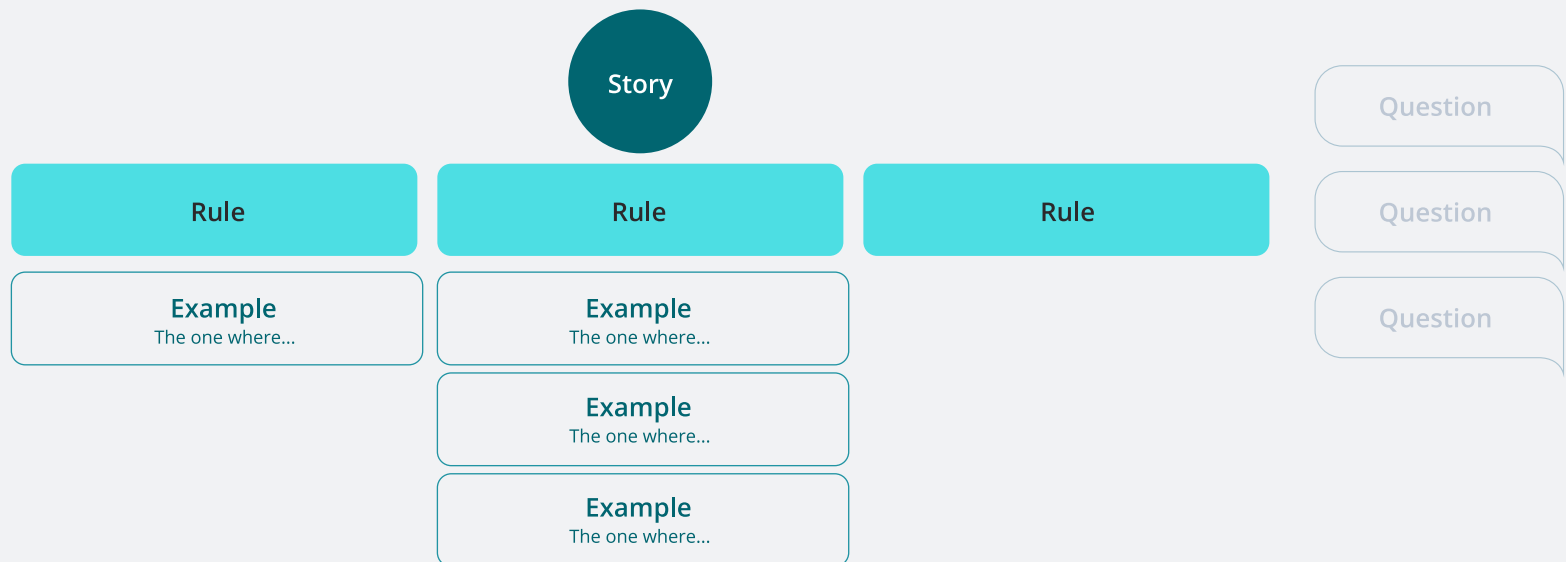 Story
Rule
Rule
Rule
Example
The one where...
Example
The one where...
Example
The one where...
Example
The one where...
Question
Question
Question